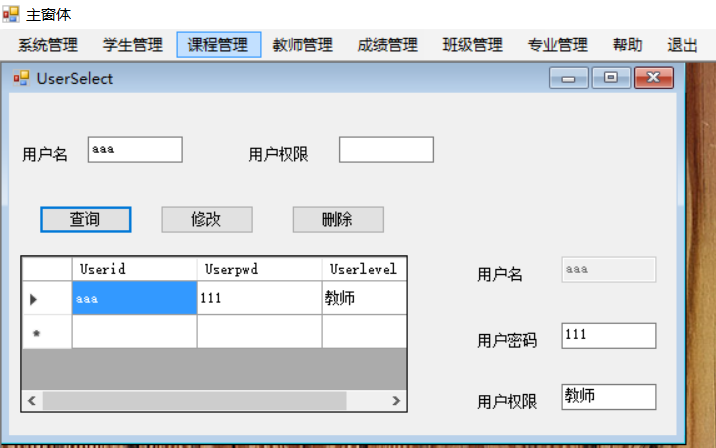 主窗体
系统管理 学生管理 课程管理 教师管理 成绩管理 班级管理 专业管理 帮助 退出
UserSelect
用户名 aaa 用户权限
查询 修改 删除
Userid Userpwd Userlevel
aaa 111 教师
用户名 aaa
用户密码 111
用户权限 教师